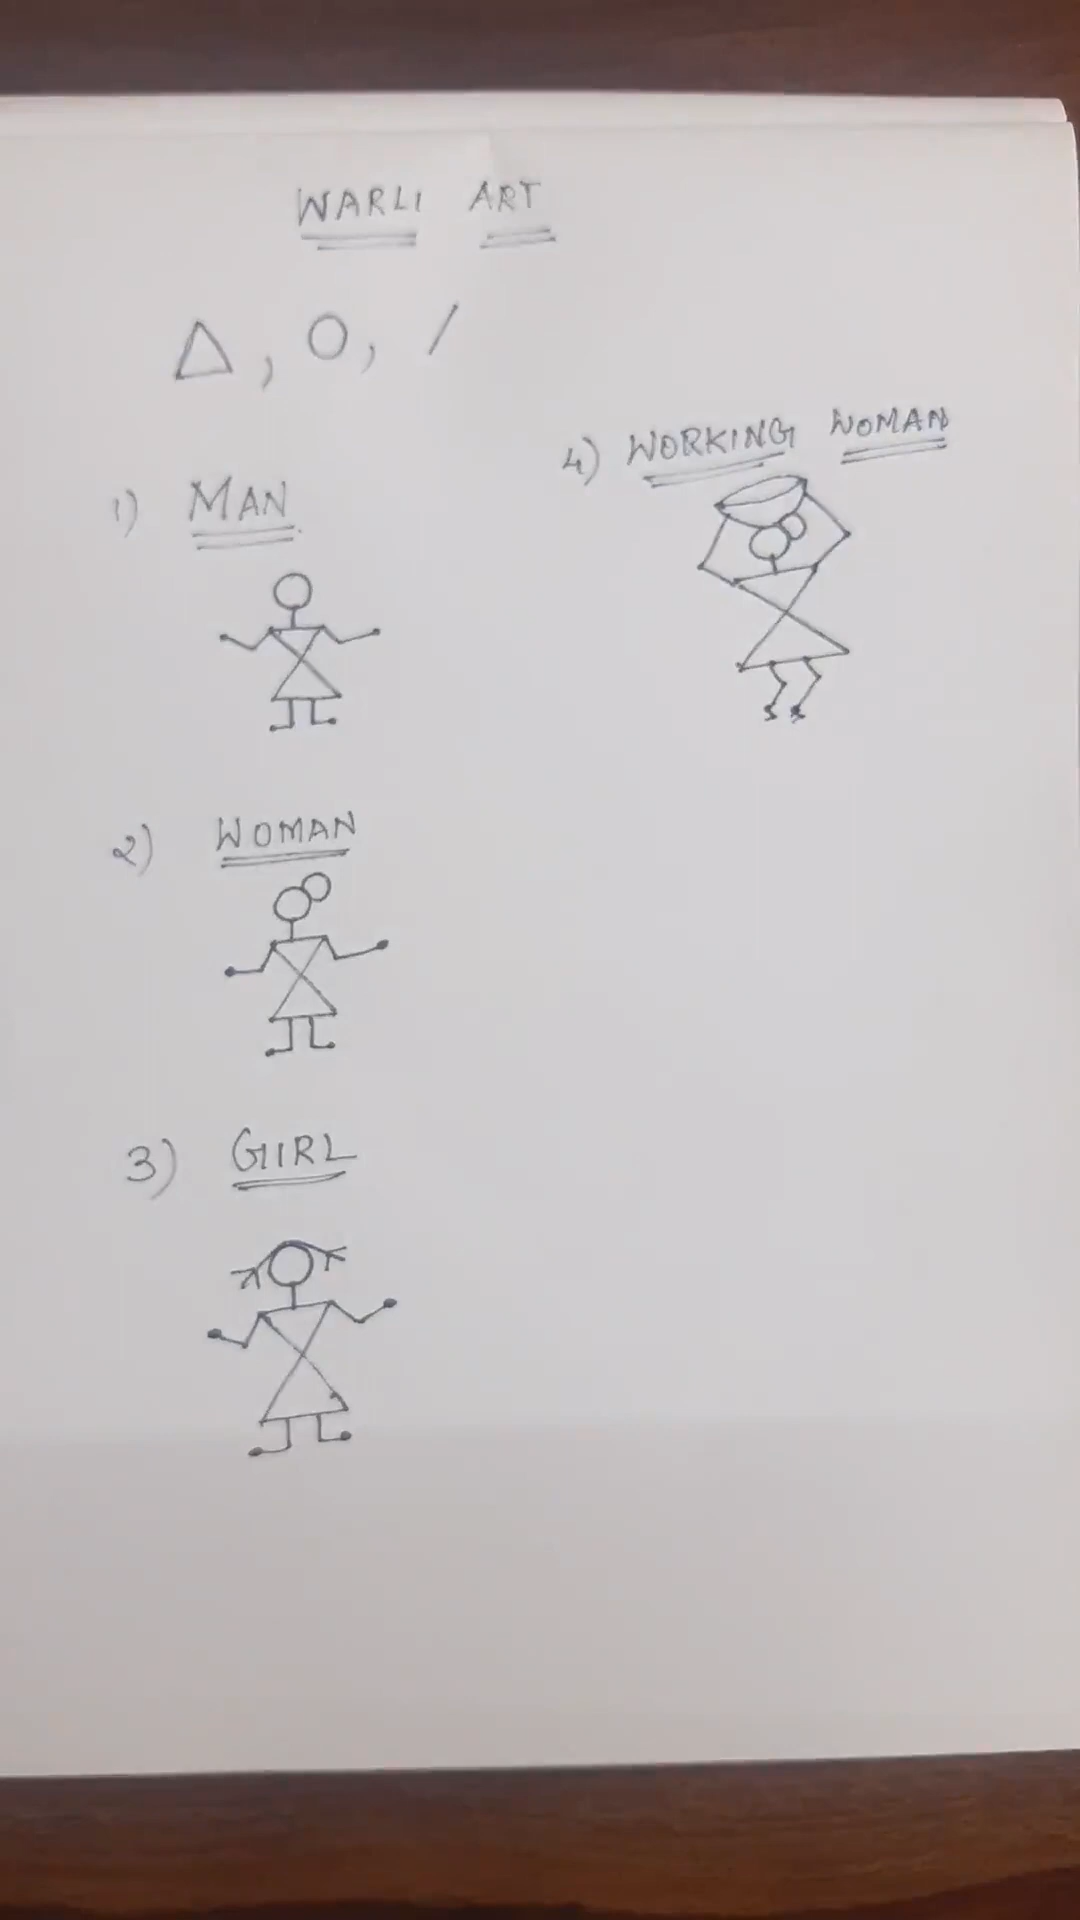 WARLI ART
△, O, /
1) MAN
2) WOMAN
3) GIRL
4) WORKING WOMAN